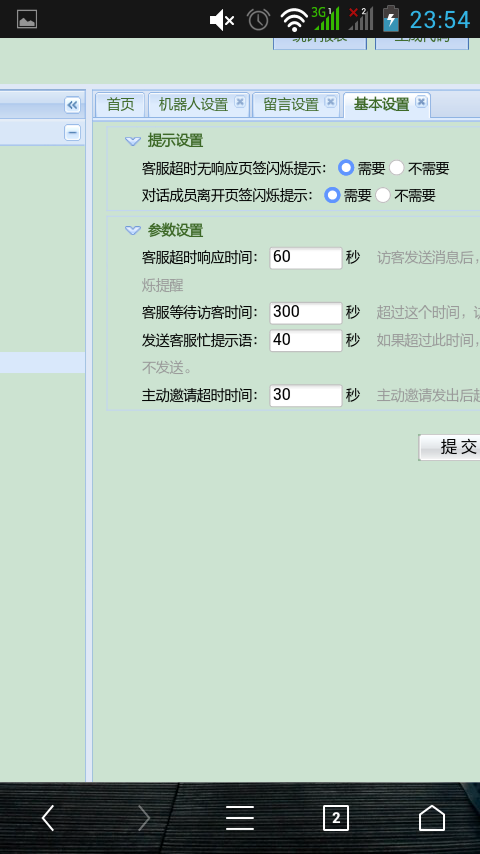 3G 1 2 23:54
首页 机器人设置 留言设置 基本设置
提示设置
客服超时无响应页签闪烁提示： 需要 不需要
对话成员离开页签闪烁提示： 需要 不需要
参数设置
客服超时响应时间： 60 秒 访客发送消息后，
烁提醒
客服等待访客时间： 300 秒 超过这个时间，
发送客服忙提示语： 40 秒 如果超过此时间，
不发送。
主动邀请超时时间： 30 秒 主动邀请发出后超
提 交
2